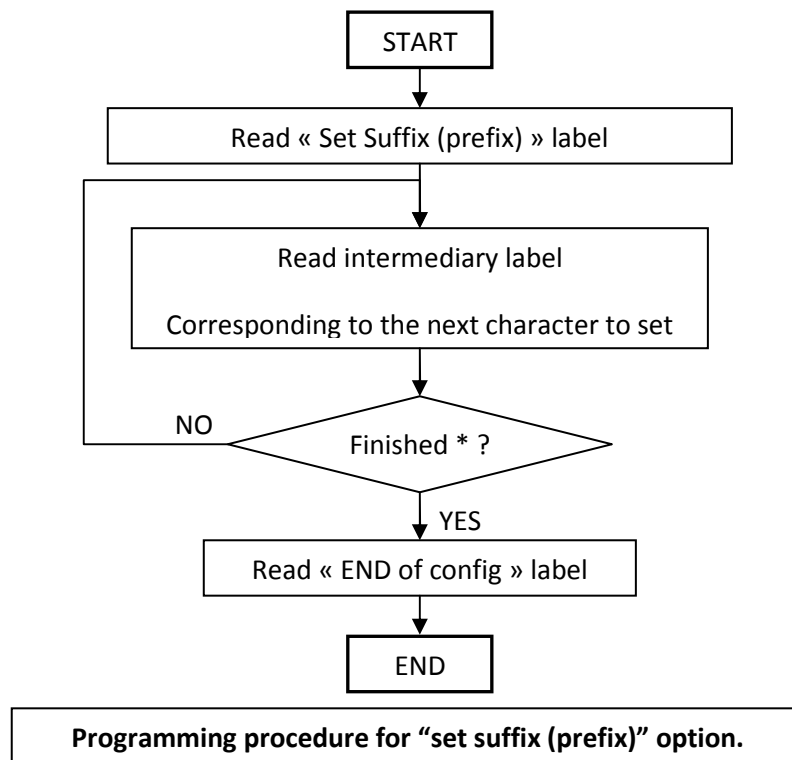 START
Read « Set Suffix (prefix) » label
Read intermediary label
Corresponding to the next character to set
NO
Finished * ?
YES
Read « END of config » label
END
Programming procedure for “set suffix (prefix)” option.